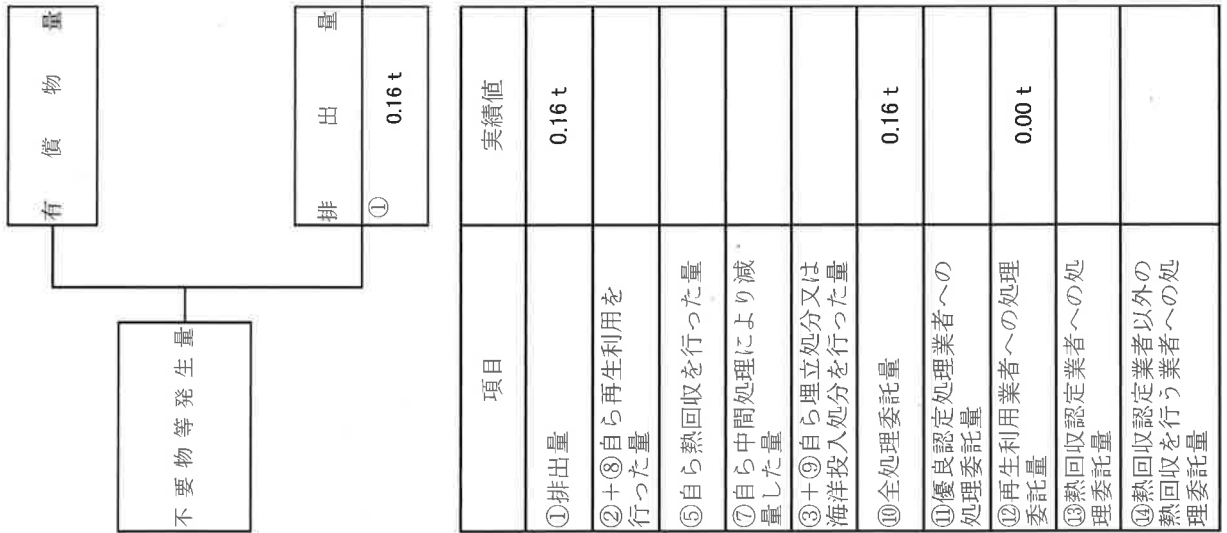 有償物量
不要物等発生量
排出量
①
0.16 t
項目 実績値
①排出量 0.16 t
②+⑧自ら再生利用を
行った量
⑤自ら熱回収を行った量
⑦自ら中間処理により減
量した量
③+⑨自ら埋立処分又は
海洋投入処分を行った量
⑩全処理委託量 0.16 t
⑪優良認定処理業者への
処理委託量
⑫再生利用業者への処理
委託量 0.00 t
⑬熱回収認定業者への処
理委託量
⑭熱回収認定業者以外の
熱回収を行う業者への処
理委託量